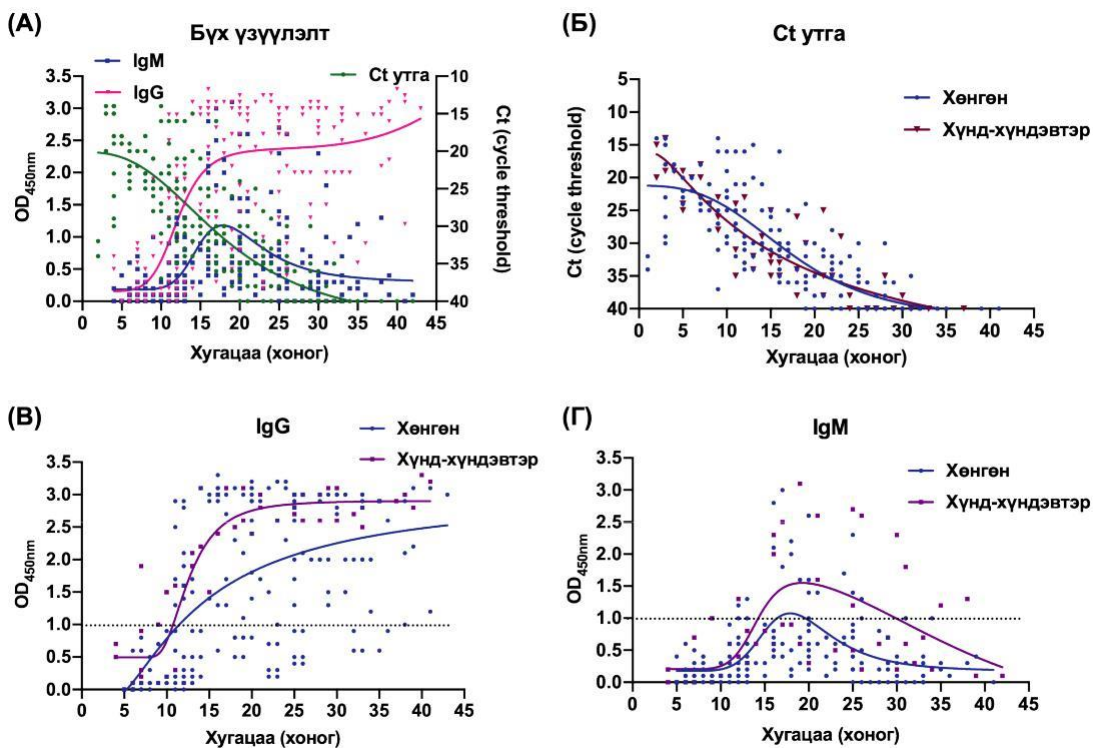 (А)
Бүх үзүүлэлт
IgM
IgG
Ct утга
3.5
3.0
2.5
2.0
1.5
1.0
0.5
0.0
OD450nm
10
15
20
25
30
35
40
Ct (cycle threshold)
0 5 10 15 20 25 30 35 40 45
Хугацаа (хоног)
(Б)
Ct утга
Хөнгөн
Хүнд-хүндэвтэр
5
10
15
20
25
30
35
40
Ct (cycle threshold)
0 5 10 15 20 25 30 35 40 45
Хугацаа (хоног)
(В)
IgG
Хөнгөн
Хүнд-хүндэвтэр
3.5
3.0
2.5
2.0
1.5
1.0
0.5
0.0
OD450nm
0 5 10 15 20 25 30 35 40 45
Хугацаа (хоног)
(Г)
IgM
Хөнгөн
Хүнд-хүндэвтэр
3.5
3.0
2.5
2.0
1.5
1.0
0.5
0.0
OD450nm
0 5 10 15 20 25 30 35 40 45
Хугацаа (хоног)